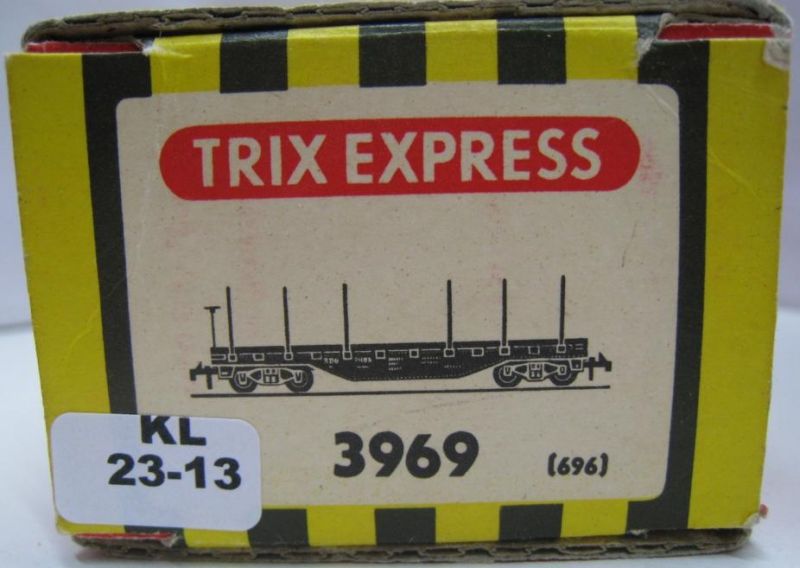 TRIX EXPRESS
3969 (696)
KL
23-13